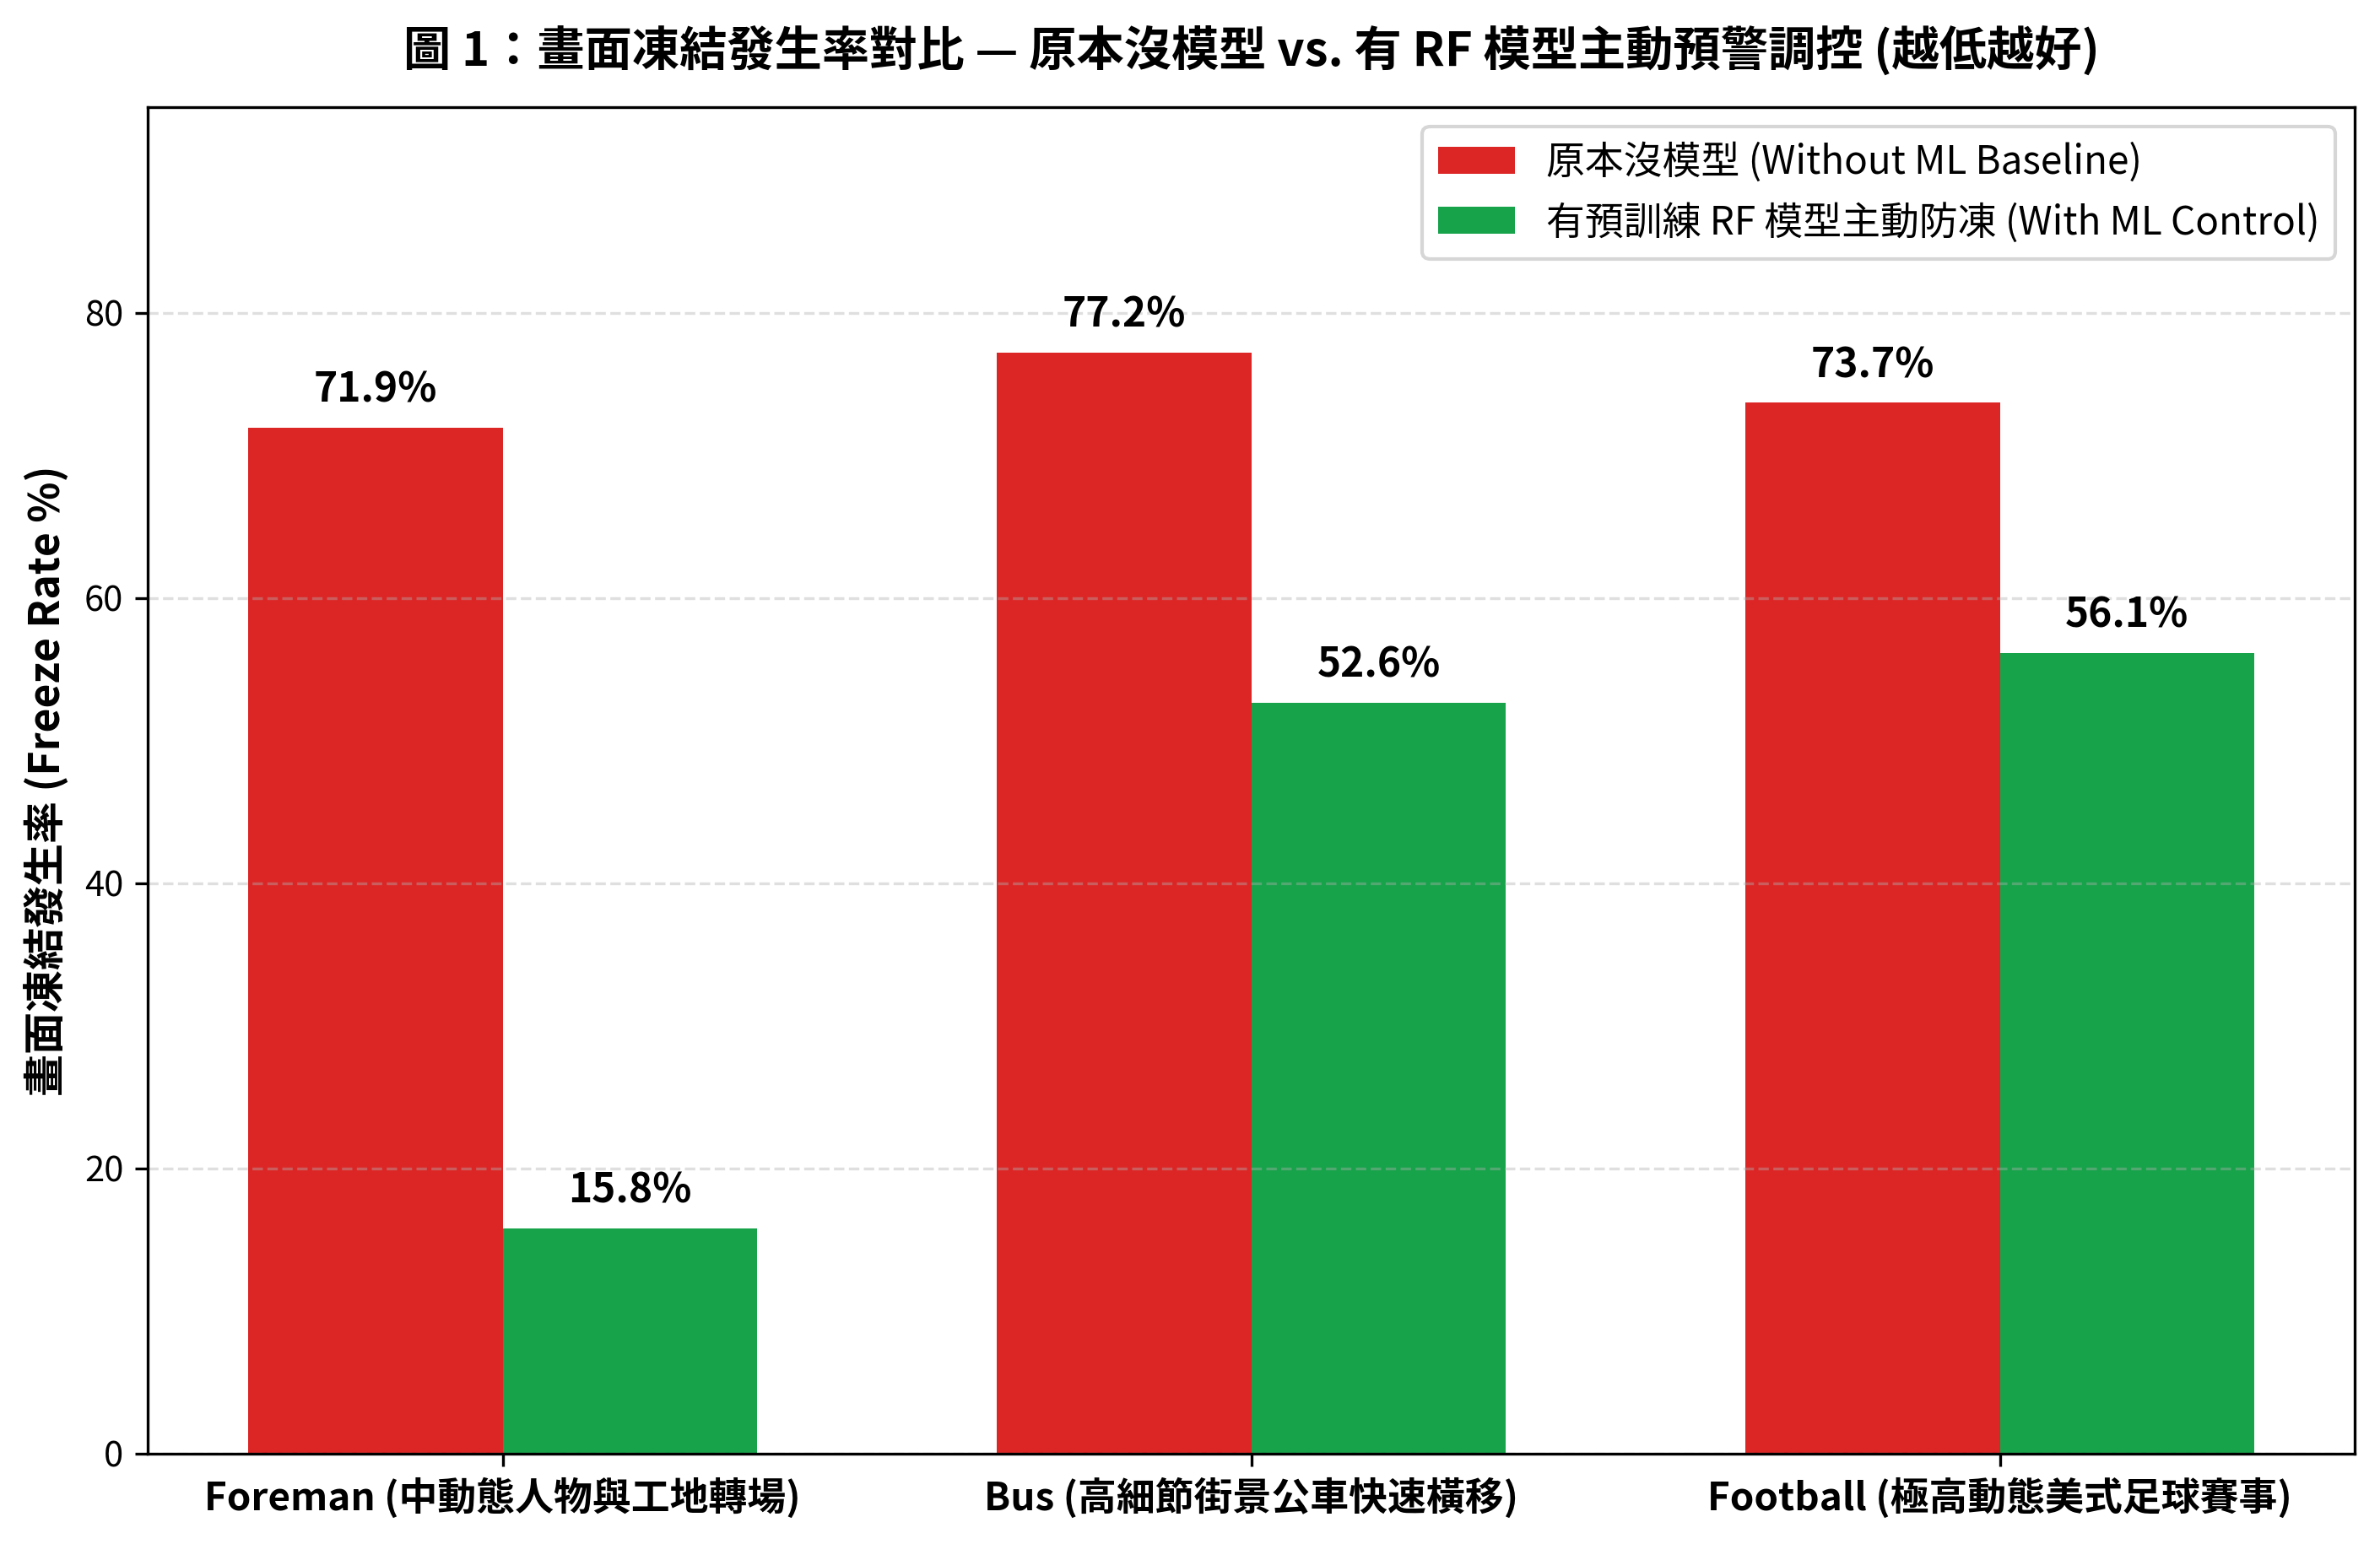 圖 1：畫面凍結發生率對比 — 原本沒模型 vs. 有 RF 模型主動預警調控 (越低越好)
原本沒模型 (Without ML Baseline)
有預訓練 RF 模型主動防凍 (With ML Control)
畫面凍結發生率 (Freeze Rate %)
80
60
40
20
0
71.9%
15.8%
77.2%
52.6%
73.7%
56.1%
Foreman (中動態人物與工地轉場)
Bus (高細節街景公車快速橫移)
Football (極高動態美式足球賽事)